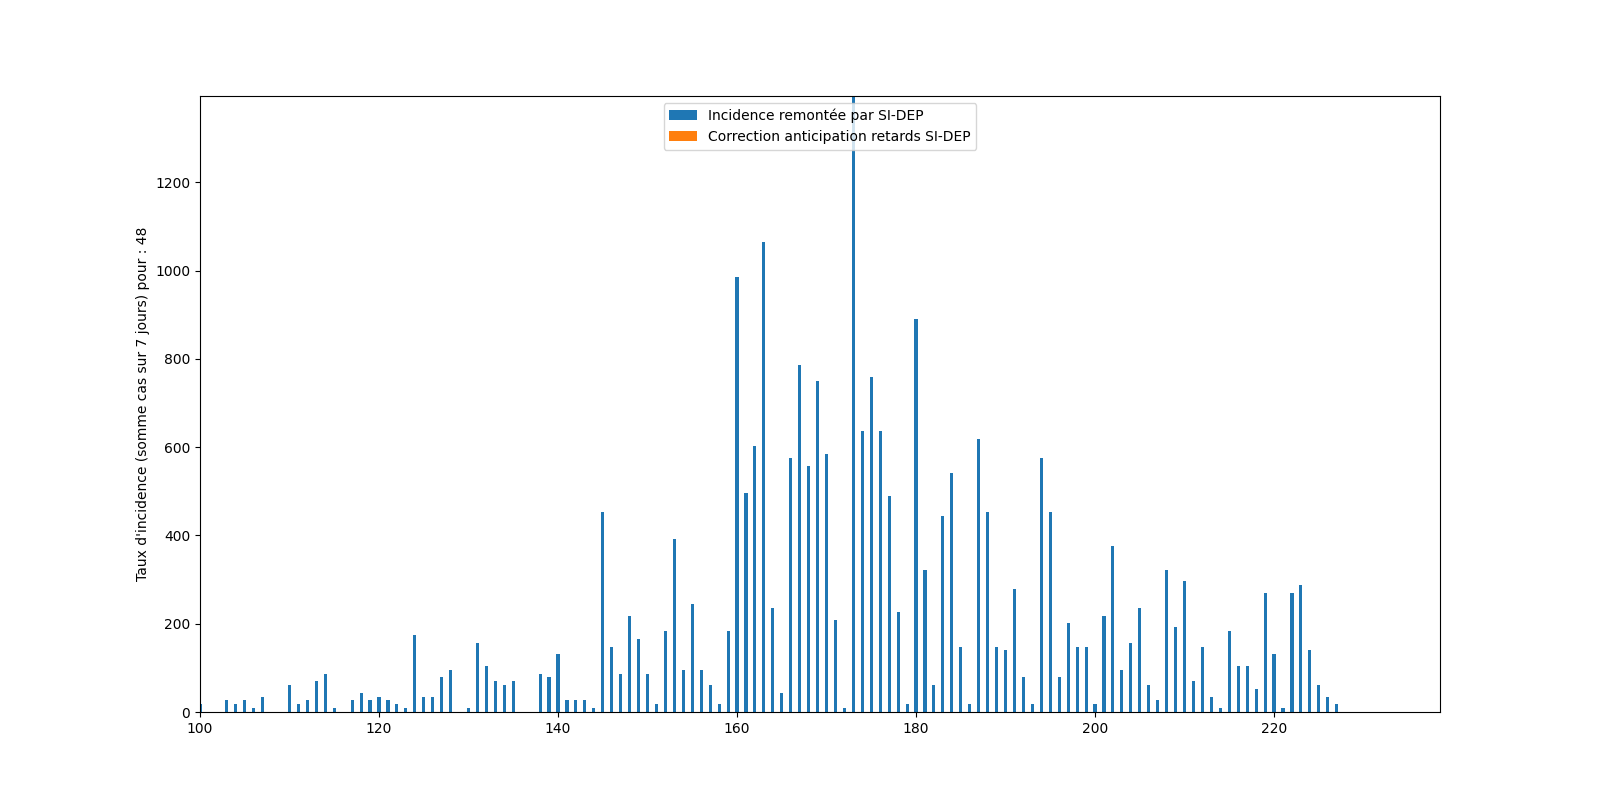 Incidence remontée par SI-DEP
Correction anticipation retards SI-DEP
Taux d'incidence (somme cas sur 7 jours) pour : 48
1200
1000
800
600
400
200
0
100 120 140 160 180 200 220